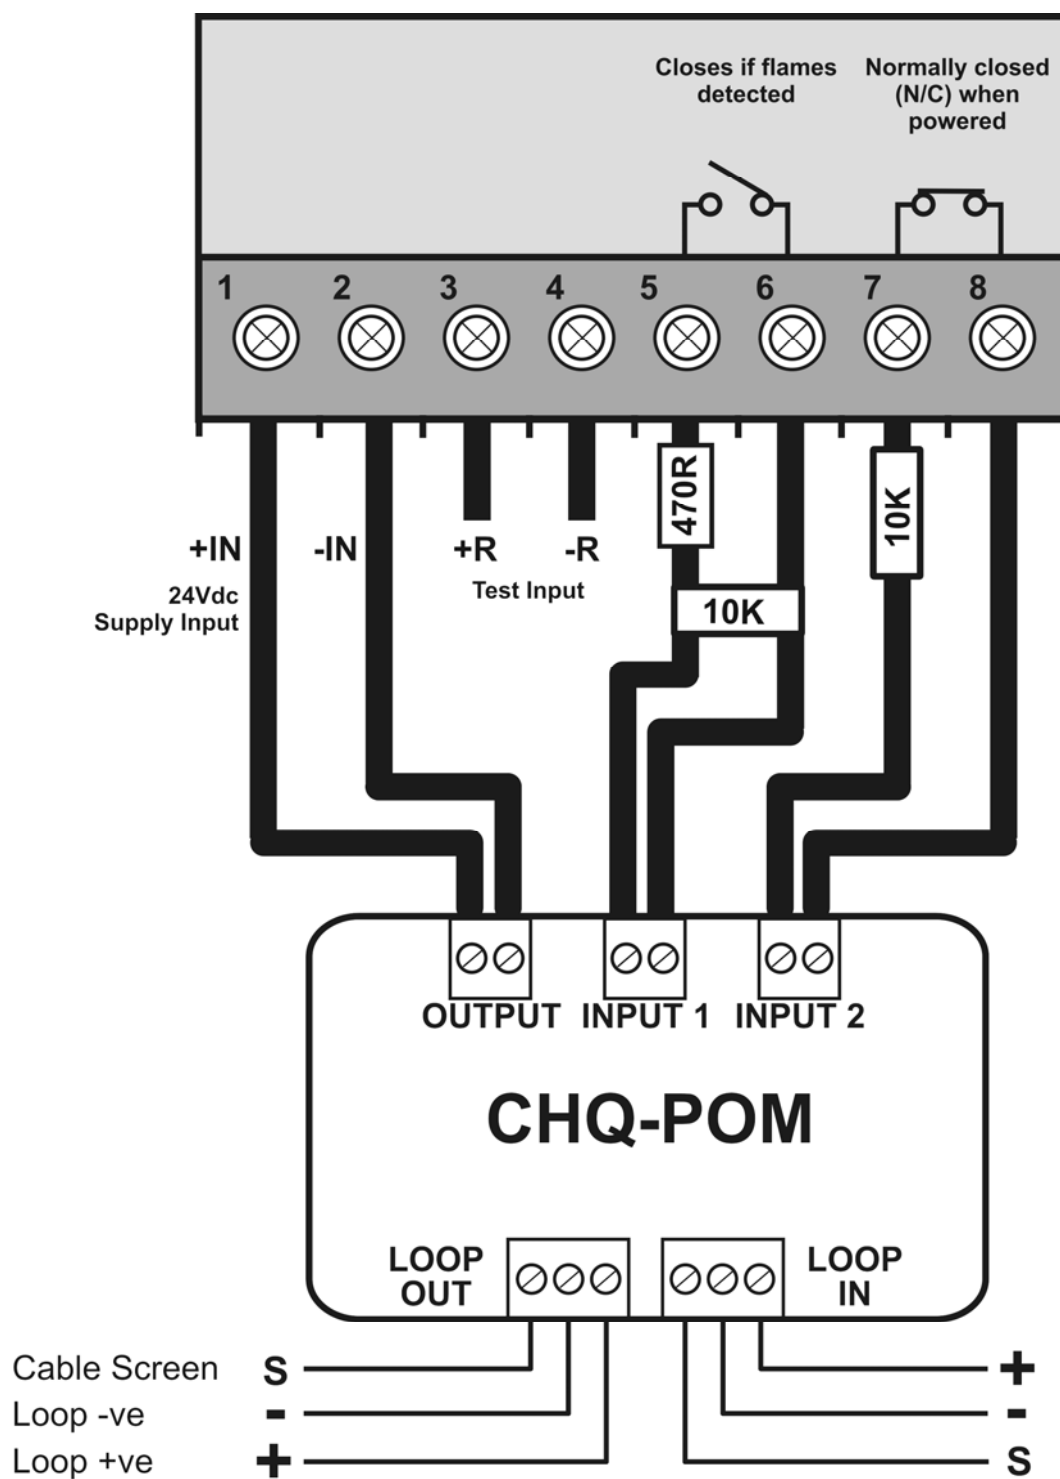 Closes if flames
detected
Normally closed
(N/C) when
powered
1 2 3 4 5 6 7 8
470R
10K
+IN
-IN
+R
-R
24Vdc
Supply Input
Test Input
10K
OUTPUT
INPUT 1
INPUT 2
CHQ-POM
LOOP
OUT
LOOP
IN
Cable Screen S
+
Loop -ve -
-
Loop +ve +
S